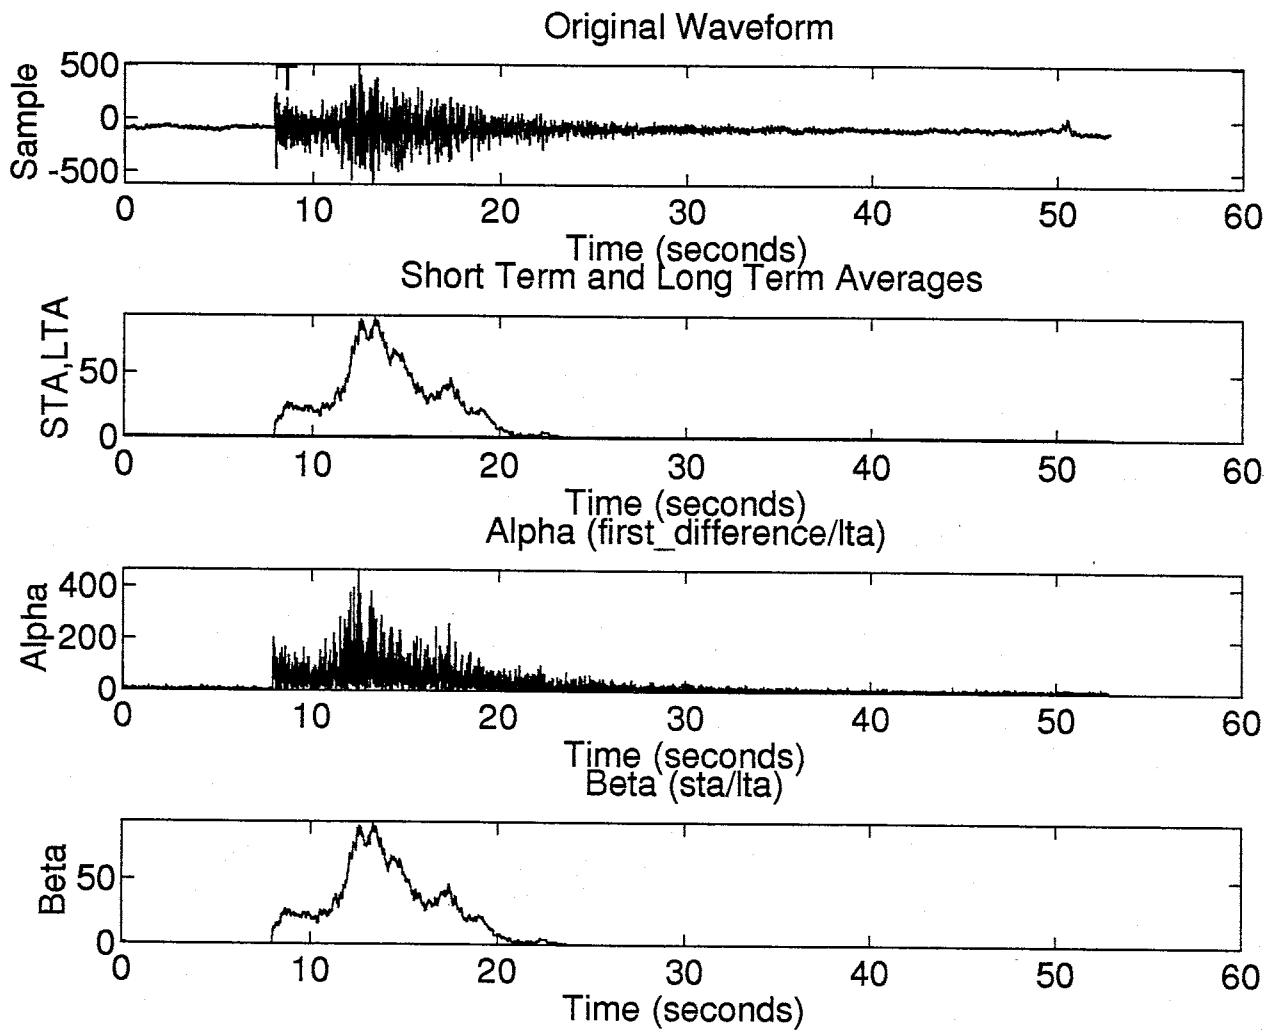 Original Waveform
Sample
500
0
-500
T
0 10 20 30 40 50 60
Time (seconds)
Short Term and Long Term Averages
STA,LTA
50
0
0 10 20 30 40 50 60
Time (seconds)
Alpha (first_difference/lta)
Alpha
400
200
0
0 10 20 30 40 50 60
Time (seconds)
Beta (sta/lta)
Beta
50
0
0 10 20 30 40 50 60
Time (seconds)